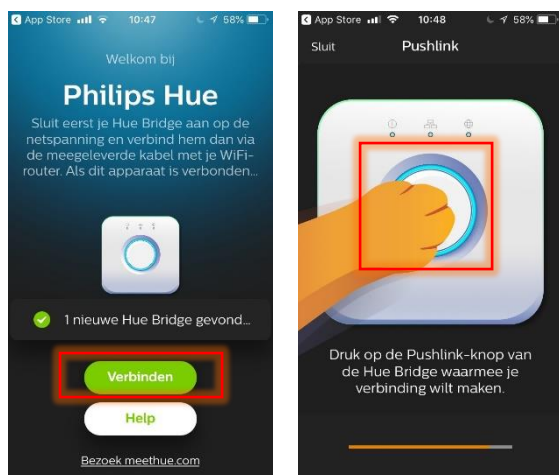 App Store 10:47 58%
Welkom bij
Philips Hue
Sluit eerst je Hue Bridge aan op de
netspanning en verbind hem dan via
de meegeleverde kabel met je WiFi-
router. Als dit apparaat is verbonden...
1 nieuwe Hue Bridge gevond...
Verbinden
Help
Bezoek meethue.com
App Store 10:48 58%
Sluit Pushlink
Druk op de Pushlink-knop van
de Hue Bridge waarmee je
verbinding wilt maken.